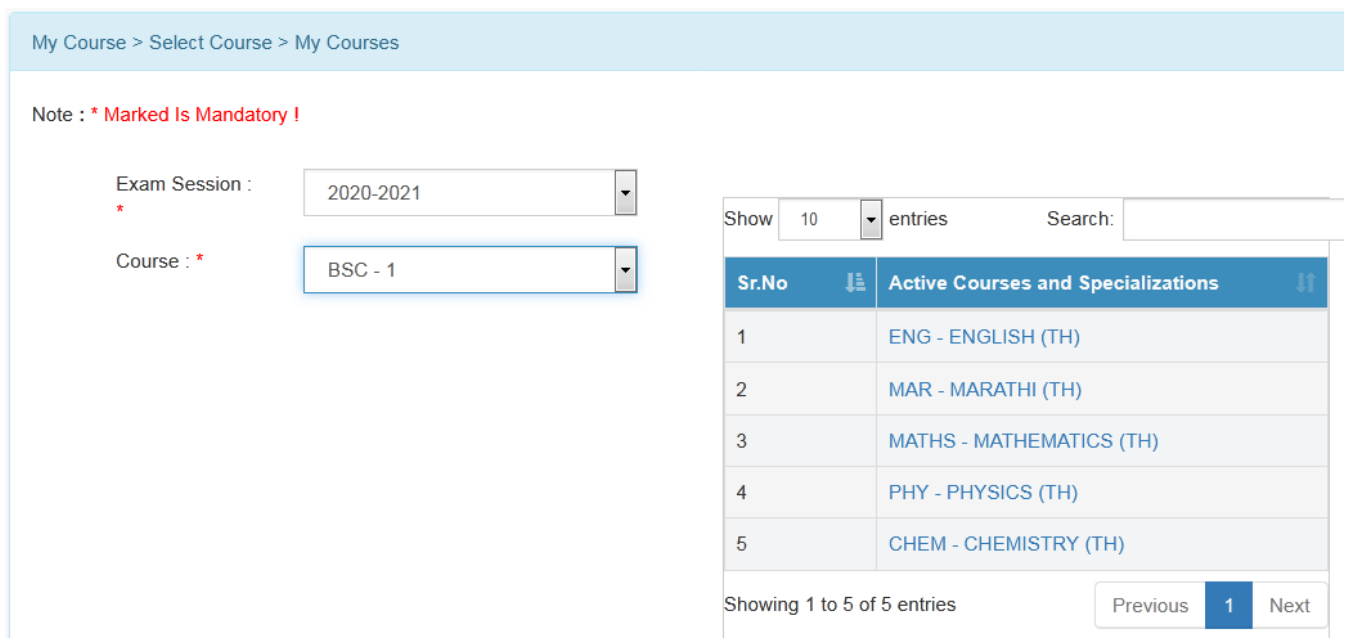 My Course > Select Course > My Courses
Note : * Marked Is Mandatory !
Exam Session :
*
2020-2021
Course : *
BSC - 1
Show 10 entries Search:
Sr.No Active Courses and Specializations
1 ENG - ENGLISH (TH)
2 MAR - MARATHI (TH)
3 MATHS - MATHEMATICS (TH)
4 PHY - PHYSICS (TH)
5 CHEM - CHEMISTRY (TH)
Showing 1 to 5 of 5 entries Previous 1 Next